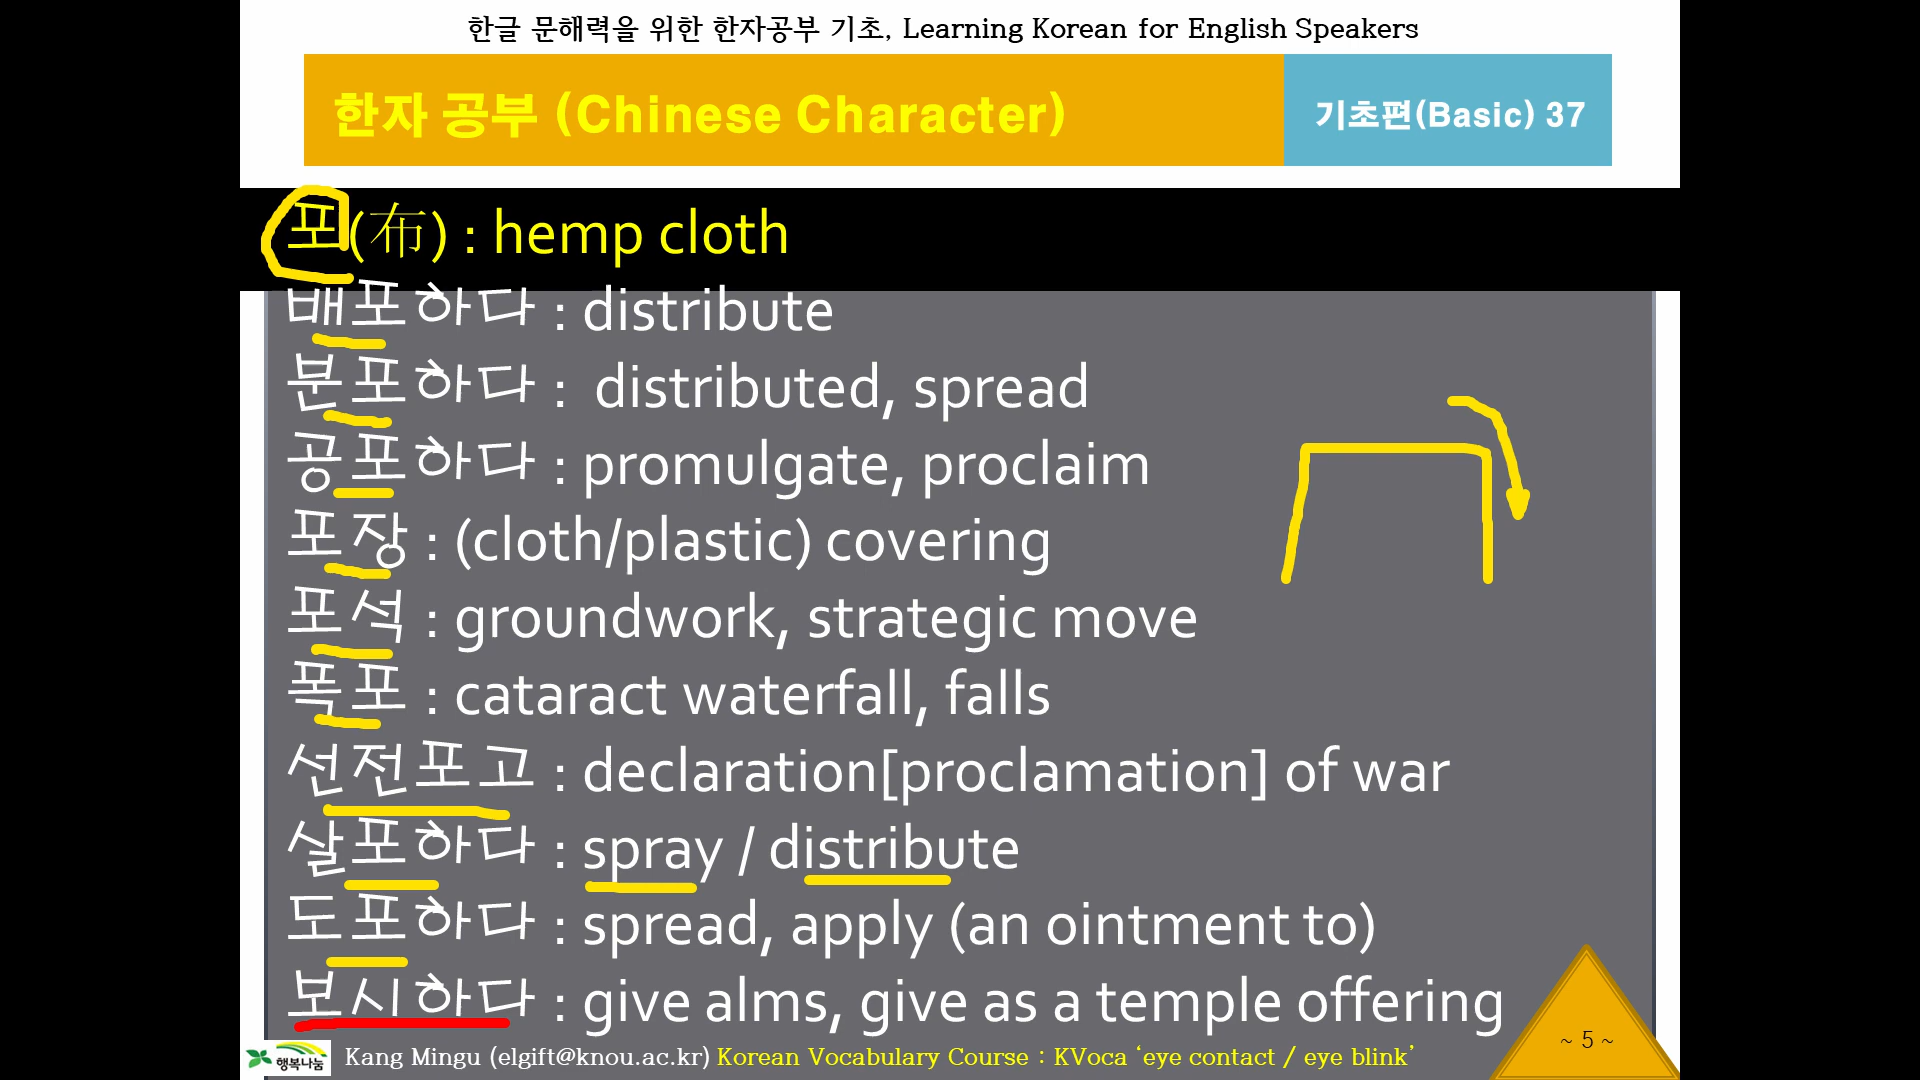 한글 문해력을 위한 한자공부 기초, Learning Korean for English Speakers
한자 공부 (Chinese Character)
기초편(Basic) 37
포(布) : hemp cloth
배포하다 : distribute
분포하다 : distributed, spread
공포하다 : promulgate, proclaim
포장 : (cloth/plastic) covering
포석 : groundwork, strategic move
폭포 : cataract waterfall, falls
선전포고 : declaration[proclamation] of war
살포하다 : spray / distribute
도포하다 : spread, apply (an ointment to)
보시하다 : give alms, give as a temple offering
~ 5 ~
행복나눔
Kang Mingu (elgift@knou.ac.kr) Korean Vocabulary Course : KVoca ‘eye contact / eye blink’